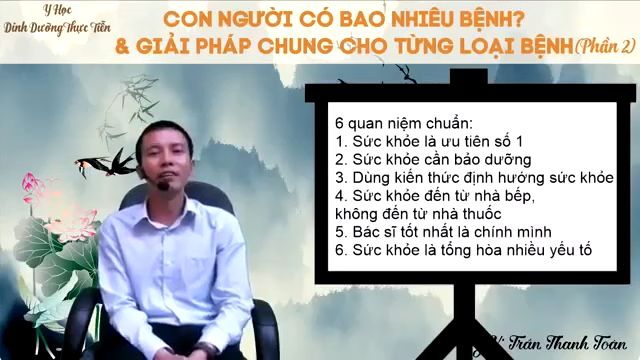 Y Học
Dinh Dưỡng Thực Tiễn
CON NGƯỜI CÓ BAO NHIÊU BỆNH?
& GIẢI PHÁP CHUNG CHO TỪNG LOẠI BỆNH (Phần 2)
6 quan niệm chuẩn:
1. Sức khỏe là ưu tiên số 1
2. Sức khỏe cần bảo dưỡng
3. Dùng kiến thức định hướng sức khỏe
4. Sức khỏe đến từ nhà bếp,
không đến từ nhà thuốc
5. Bác sĩ tốt nhất là chính mình
6. Sức khỏe là tổng hòa nhiều yếu tố
Trần Thanh Toàn